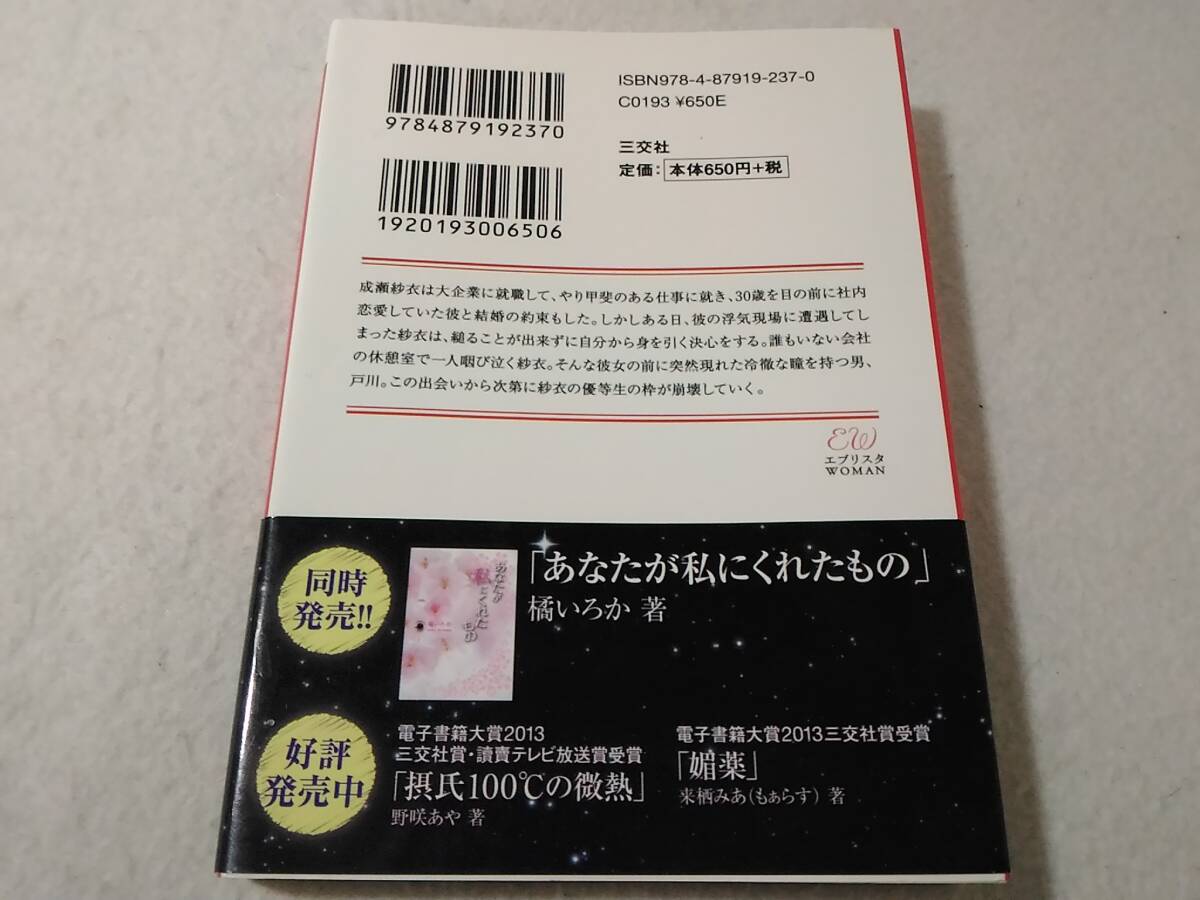 9784879192370
ISBN978-4-87919-237-0
C0193 ¥650E
1920193006506
三交社
定価：本体650円+税
成瀬紗衣は大企業に就職して、やり甲斐のある仕事に就き、30歳を目の前に社内
恋愛していた彼と結婚の約束もした。しかしある日、彼の浮気現場に遭遇してし
まった紗衣は、縋ることが出来ずに自分から身を引く決心をする。誰もいない会社
の休憩室で一人咽び泣く紗衣。そんな彼女の前に突然現れた冷徹な瞳を持つ男、
戸川。この出会いから次第に紗衣の優等生の枠が崩壊していく。
EW
エブリスタ
WOMAN
同時
発売!!
あなたが
私にくれた
もの
「あなたが私にくれたもの」
橘いろか 著
好評
発売中
電子書籍大賞2013
三交社賞・讀賣テレビ放送賞受賞
「摂氏100℃の微熱」
野咲あや 著
電子書籍大賞2013三交社賞受賞
「媚薬」
来栖みあ（もぁらす） 著